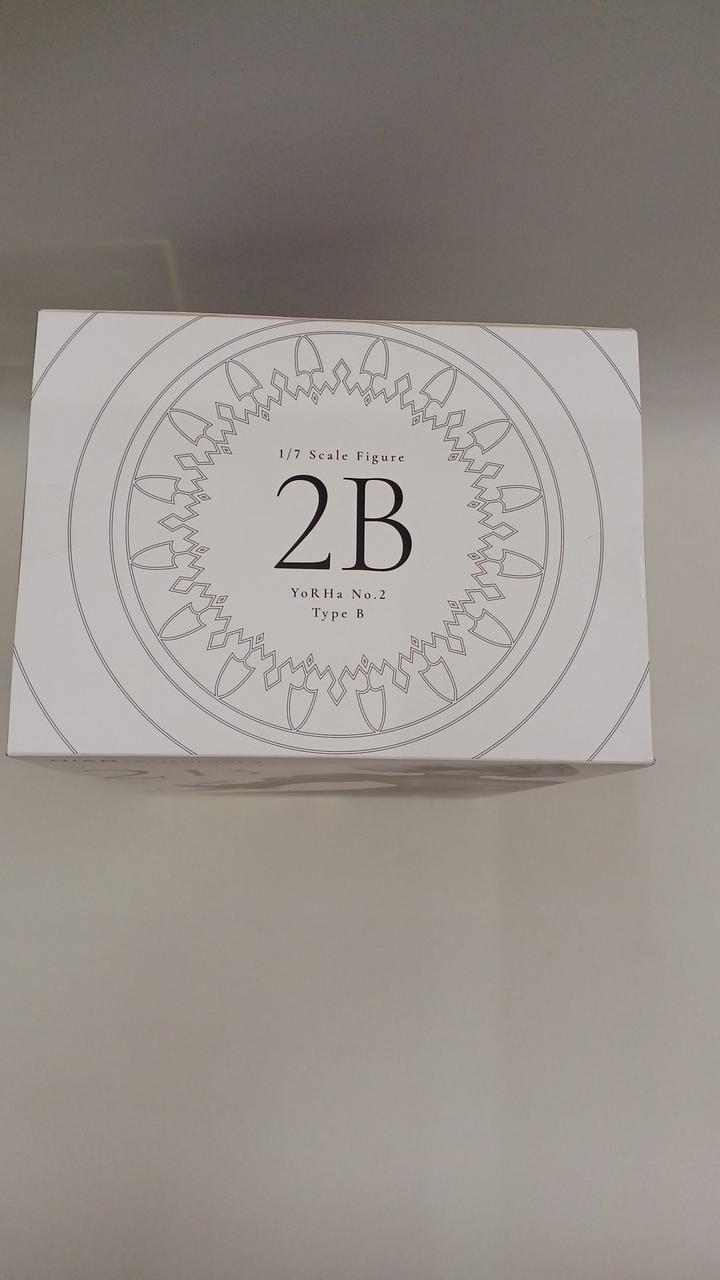 1/7 Scale Figure
2B
YoRHa No.2
Type B